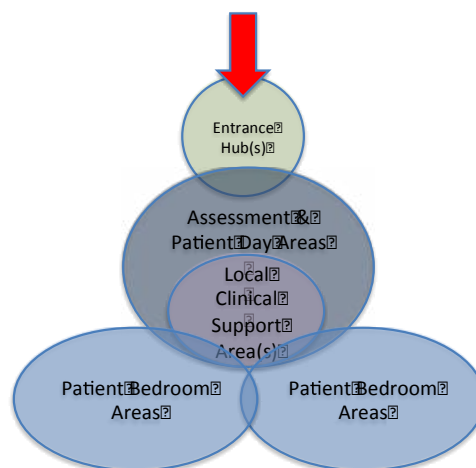 Entrance
Hub(s)
Assessment &
Patient Day Areas
Local
Clinical
Support
Area(s)
Patient Bedroom
Areas
Patient Bedroom
Areas